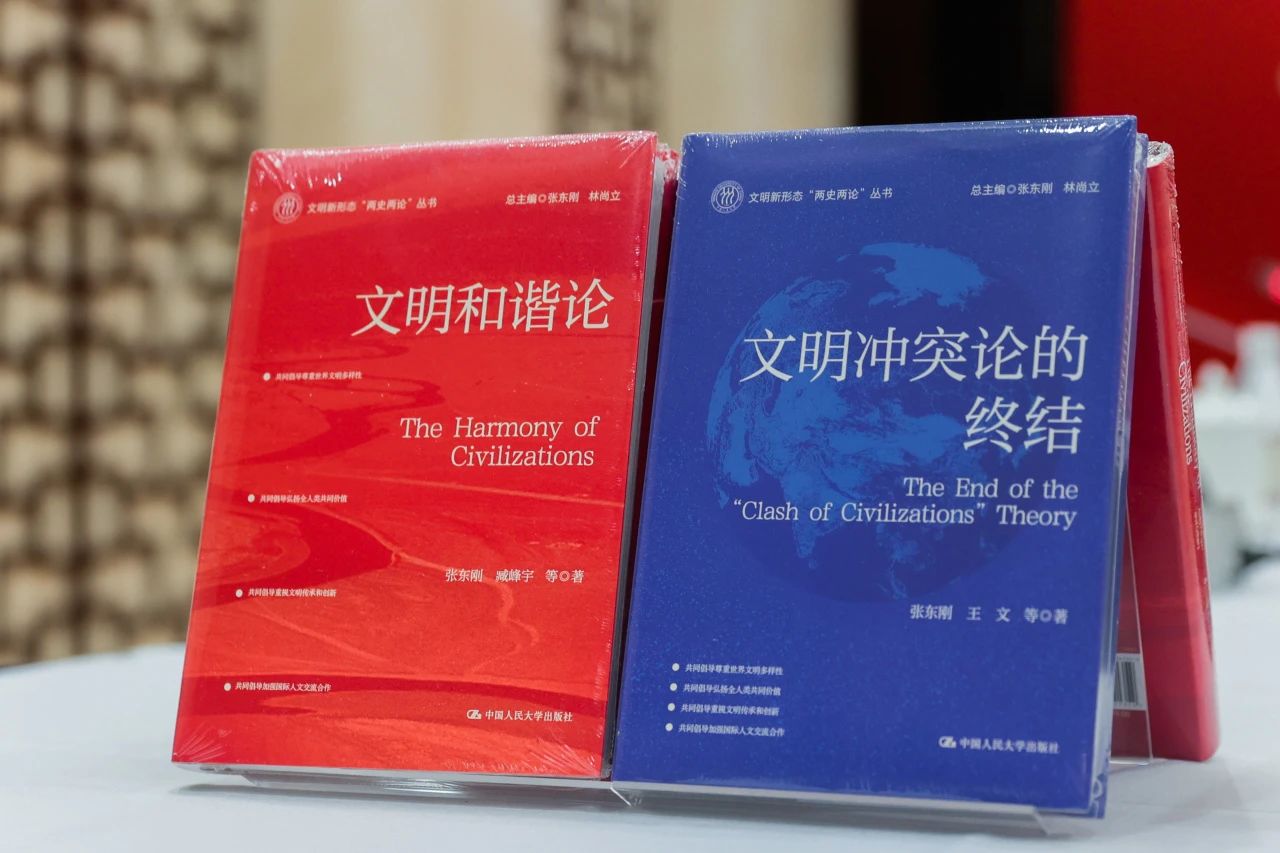 文明新形态“两史两论”丛书
总主编◎张东刚 林尚立
文明和谐论
共同倡导尊重世界文明多样性
The Harmony of
Civilizations
共同倡导弘扬全人类共同价值
张东刚 臧峰宇 等◎著
共同倡导重视文明传承和创新
共同倡导加强国际人文交流合作
中国人民大学出版社
文明新形态“两史两论”丛书
总主编◎张东刚 林尚立
文明冲突论的
终结
The End of the
“Clash of Civilizations” Theory
张东刚 王 文 等◎著
共同倡导尊重世界文明多样性
共同倡导弘扬全人类共同价值
共同倡导重视文明传承和创新
共同倡导加强国际人文交流合作
中国人民大学出版社
Civilizations